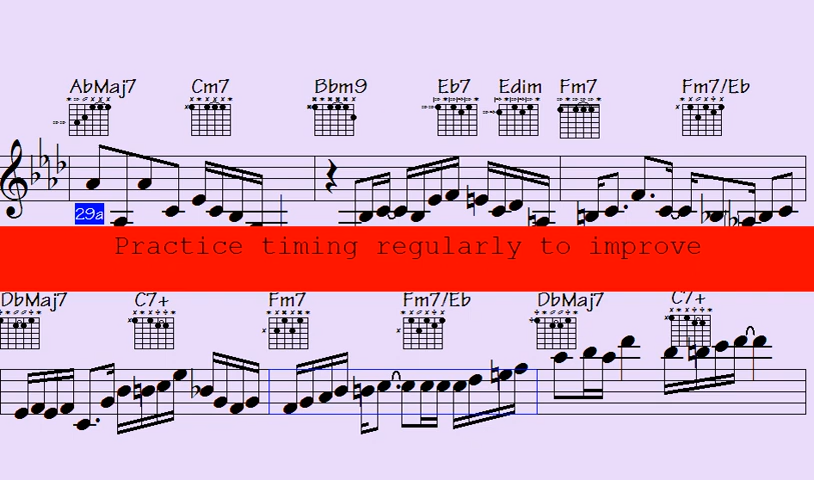 AbMaj7 Cm7 Bbm9 Eb7 Edim Fm7 Fm7/Eb
29a
Practice timing regularly to improve
DbMaj7 C7+ Fm7 Fm7/Eb DbMaj7 C7+